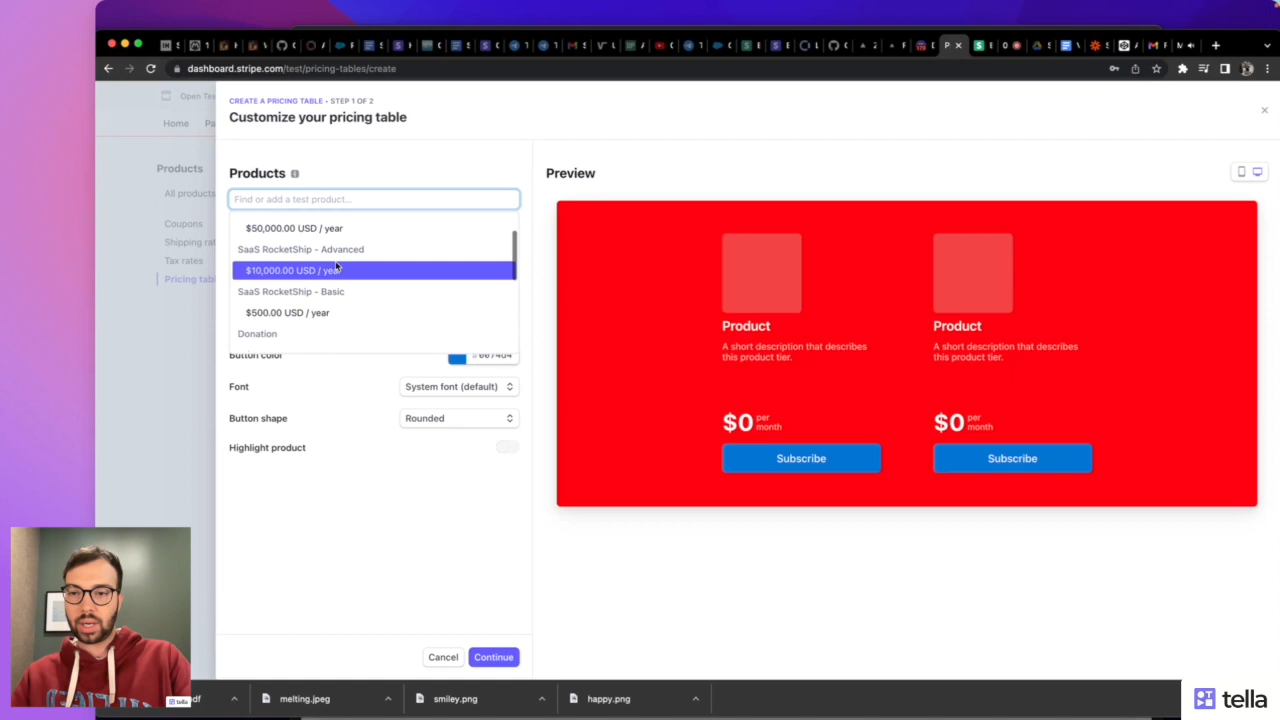 dashboard.stripe.com/test/pricing-tables/create
CREATE A PRICING TABLE • STEP 1 OF 2
Customize your pricing table
Home
Products
All products
Coupons
Tax rates
Products
Find or add a test product...
$50,000.00 USD / year
SaaS RocketShip - Advanced
$10,000.00 USD / year
SaaS RocketShip - Basic
$500.00 USD / year
Donation
Button color
Font
System font (default)
Button shape
Rounded
Highlight product
Cancel
Continue
Preview
Product
A short description that describes
this product tier.
$0
per
month
Subscribe
Product
A short description that describes
this product tier.
$0
per
month
Subscribe
melting.jpeg
smiley.png
happy.png
tella
tella